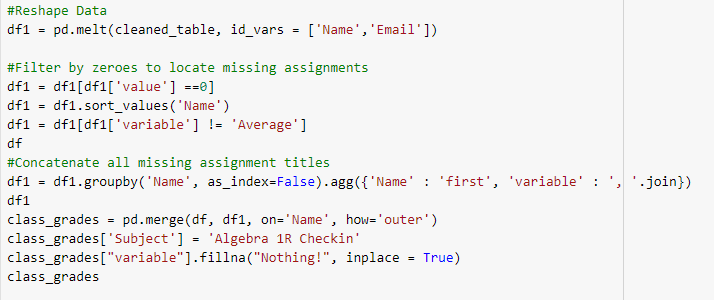 #Reshape Data
df1 = pd.melt(cleaned_table, id_vars = ['Name','Email'])
#Filter by zeroes to locate missing assignments
df1 = df1[df1['value'] ==0]
df1 = df1.sort_values('Name')
df1 = df1[df1['variable'] != 'Average']
df
#Concatenate all missing assignment titles
df1 = df1.groupby('Name', as_index=False).agg({'Name' : 'first', 'variable' : ', '.join})
df1
class_grades = pd.merge(df, df1, on='Name', how='outer')
class_grades['Subject'] = 'Algebra 1R Checkin'
class_grades["variable"].fillna("Nothing!", inplace = True)
class_grades